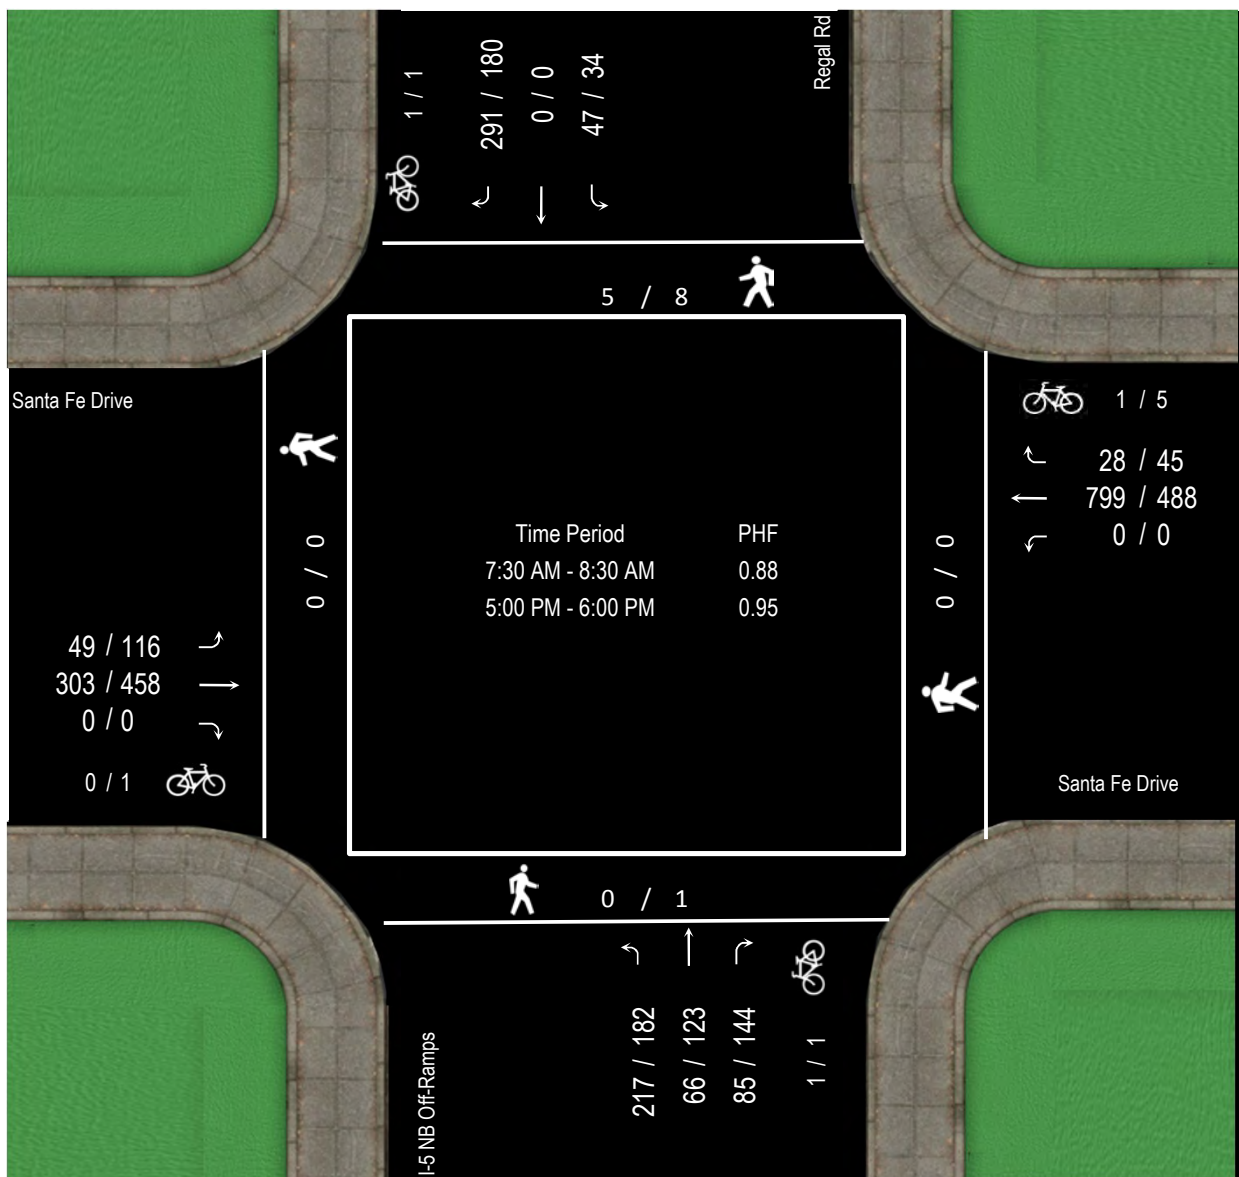 Regal Rd
1 / 1
291 / 180
0 / 0
47 / 34
5 / 8
Santa Fe Drive
1 / 5
28 / 45
799 / 488
0 / 0
0 / 0
Time Period PHF
7:30 AM - 8:30 AM 0.88
5:00 PM - 6:00 PM 0.95
0 / 0
49 / 116
303 / 458
0 / 0
0 / 1
Santa Fe Drive
0 / 1
I-5 NB Off-Ramps
217 / 182
66 / 123
85 / 144
1 / 1